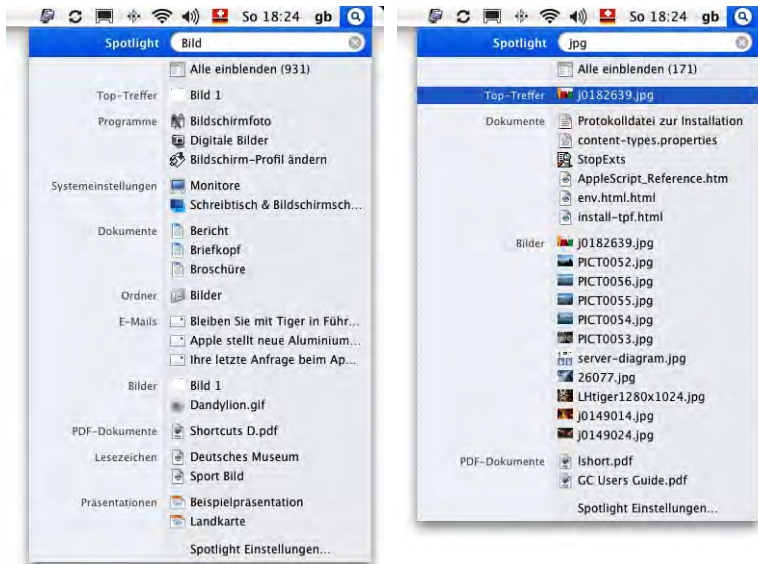 So 18:24 gb
Spotlight Bild
Alle einblenden (931)
Top-Treffer Bild 1
Programme Bildschirmfoto
Digitale Bilder
Bildschirm-Profil ändern
Systemeinstellungen Monitore
Schreibtisch & Bildschirmsch...
Dokumente Bericht
Briefkopf
Broschüre
Ordner Bilder
E-Mails Bleiben Sie mit Tiger in Führ...
Apple stellt neue Aluminium...
Ihre letzte Anfrage beim Ap...
Bilder Bild 1
Dandylion.gif
PDF-Dokumente Shortcuts D.pdf
Lesezeichen Deutsches Museum
Sport Bild
Präsentationen Beispielpräsentation
Landkarte
Spotlight Einstellungen...
So 18:24 gb
Spotlight jpg
Alle einblenden (171)
Top-Treffer j0182639.jpg
Dokumente Protokolldatei zur Installation
content-types.properties
StopExts
AppleScript_Reference.htm
env.html.html
install-tpf.html
Bilder j0182639.jpg
PICT0052.jpg
PICT0056.jpg
PICT0055.jpg
PICT0054.jpg
PICT0053.jpg
server-diagram.jpg
26077.jpg
LHtiger1280x1024.jpg
j0149014.jpg
j0149024.jpg
PDF-Dokumente lshort.pdf
GC Users Guide.pdf
Spotlight Einstellungen...